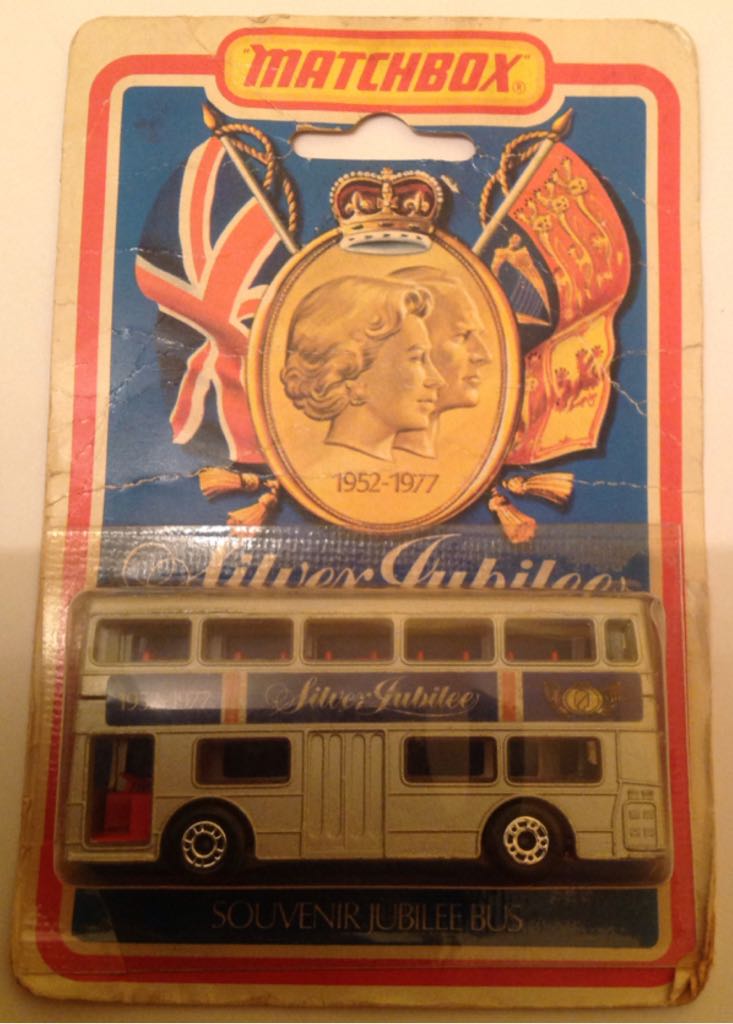 "MATCHBOX"®
1952-1977
Silver Jubilee
1952-1977 Silver Jubilee
SOUVENIR JUBILEE BUS